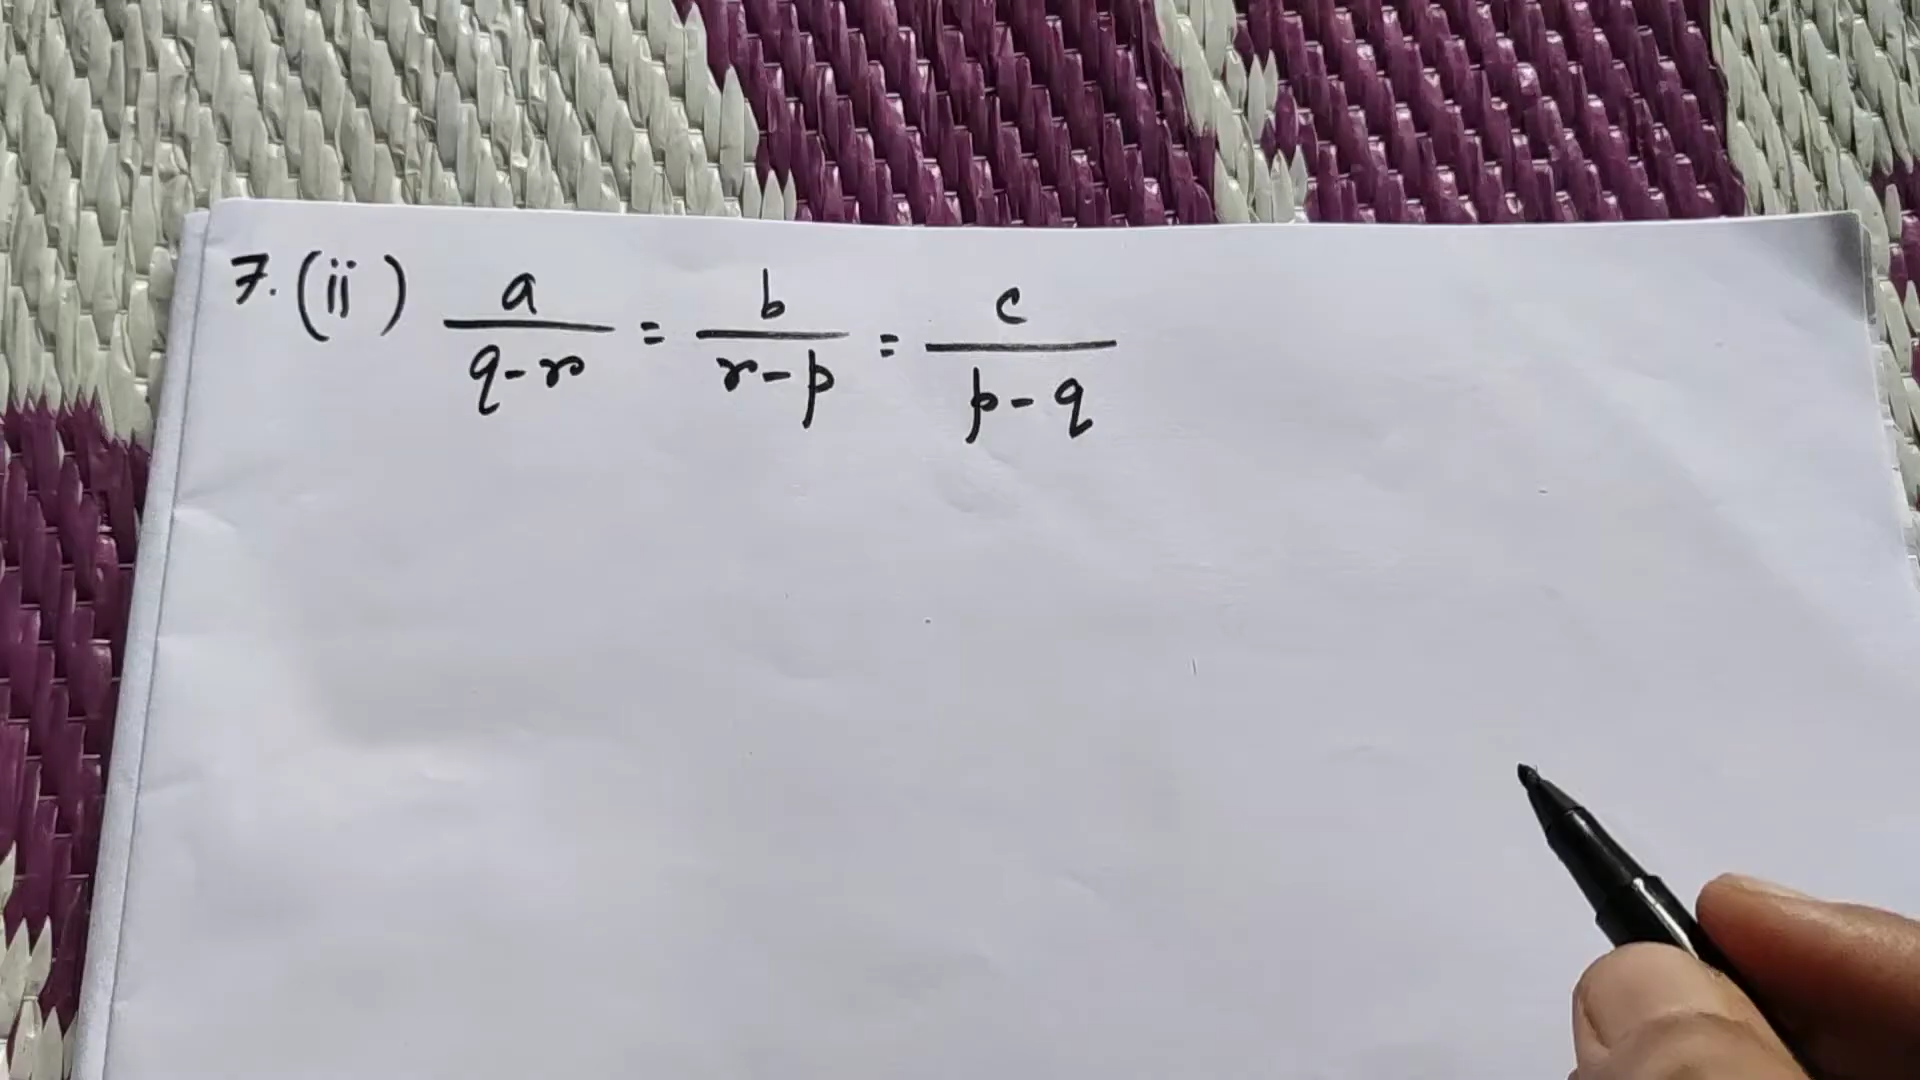 7. (ii) a/(q-r) = b/(r-p) = c/(p-q)